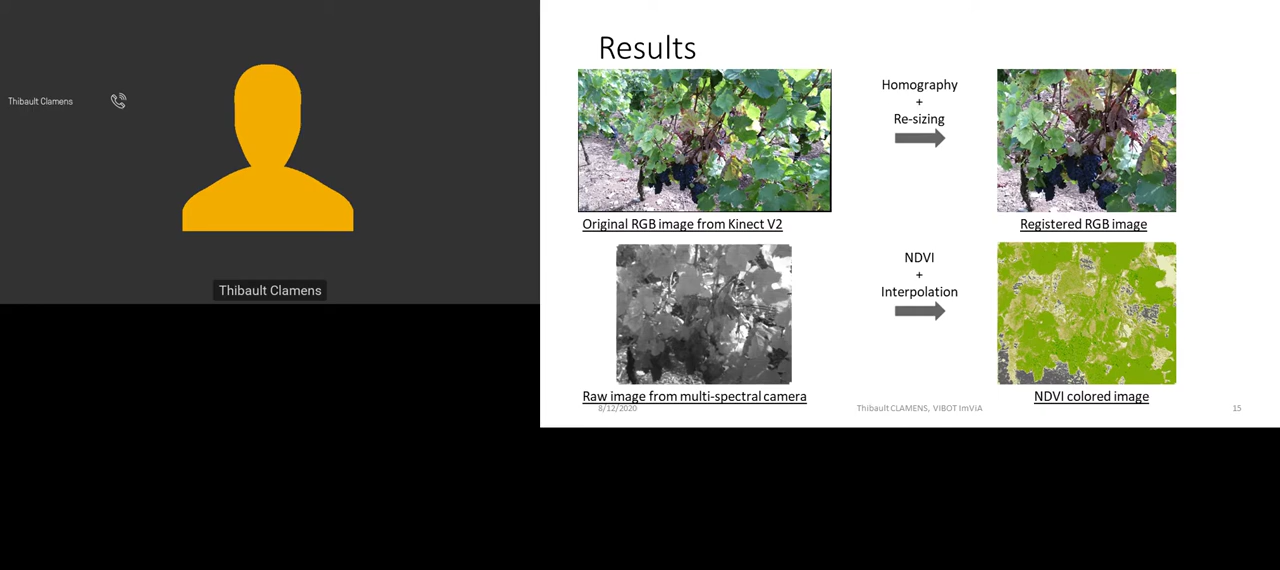 Thibault Clamens
Thibault Clamens
Results
Homography
+
Re-sizing
Original RGB image from Kinect V2
Registered RGB image
NDVI
+
Interpolation
Raw image from multi-spectral camera
NDVI colored image
8/12/2020
Thibault CLAMENS, VIBOT ImViA
15